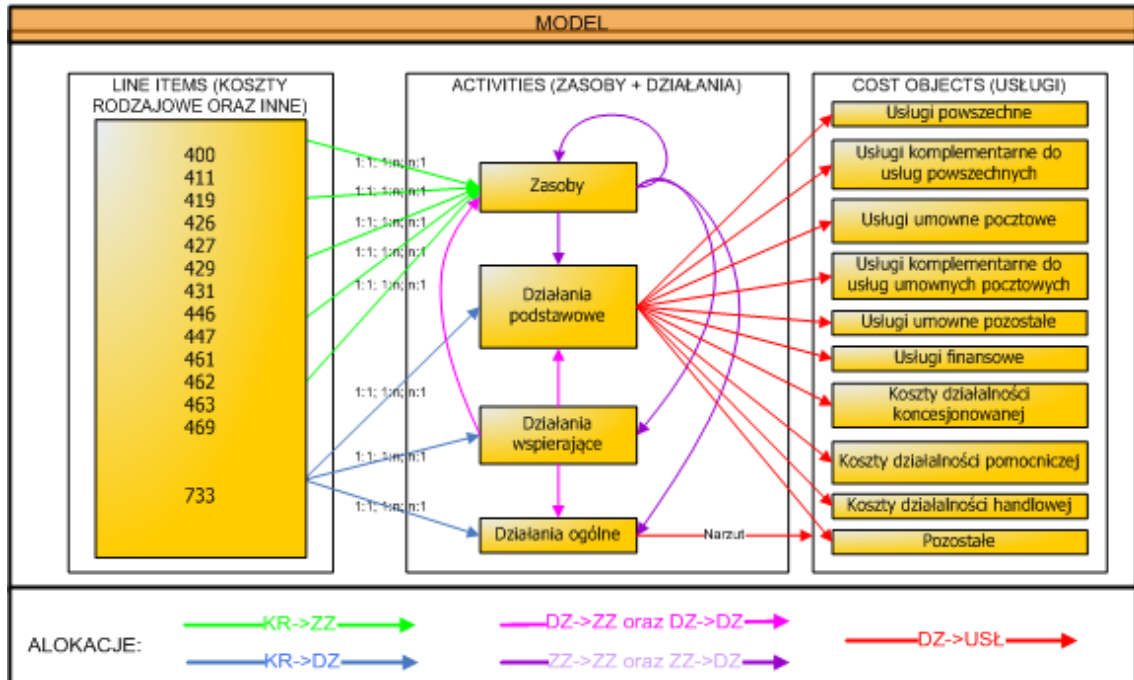 MODEL
LINE ITEMS (KOSZTY
RODZAJOWE ORAZ INNE)
400
411
419
426
427
429
431
446
447
461
462
463
469
733
1:1; 1:n; n:1
1:1; 1:n; n:1
1:1; 1:n; n:1
1:1; 1:n; n:1
1:1; 1:n; n:1
1:1; 1:n; n:1
1:1; 1:n; n:1
ACTIVITIES (ZASOBY + DZIAŁANIA)
Zasoby
Działania
podstawowe
Działania
wspierające
Działania ogólne
Narzut
COST OBJECTS (USŁUGI)
Usługi powszechne
Usługi komplementarne do
usług powszechnych
Usługi umowne pocztowe
Usługi komplementarne do
usług umownych pocztowych
Usługi umowne pozostałe
Usługi finansowe
Koszty działalności
koncesjonowanej
Koszty działalności pomocniczej
Koszty działalności handlowej
Pozostałe
ALOKACJE:
KR->ZZ
KR->DZ
DZ->ZZ oraz DZ->DZ
ZZ->ZZ oraz ZZ->DZ
DZ->USŁ